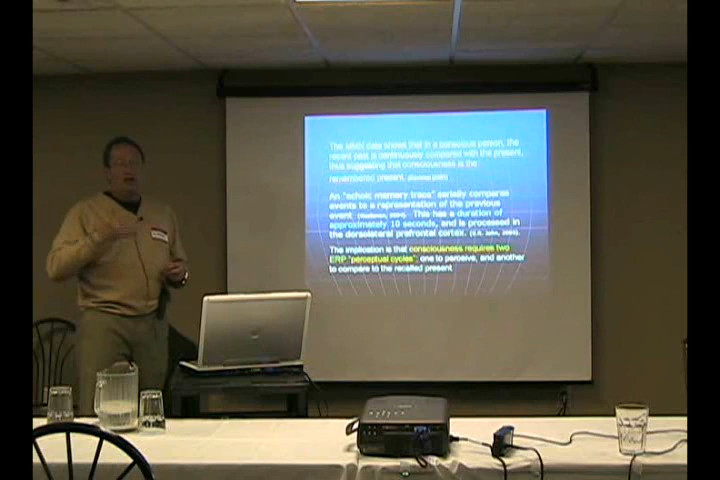 The MMN data shows that in a conscious person, the
recent past is continuously compared with the present,
thus suggesting that consciousness is the
remembered present.
An "echoic memory trace" serially compares
events to a representation of the previous
event This has a duration of
approximately 10 seconds, and is processed in
the dorsolateral prefrontal cortex. (E.R. John,
The implication is that consciousness requires two
ERP "perceptual cycles": one to perceive, and another
to compare to the recalled present